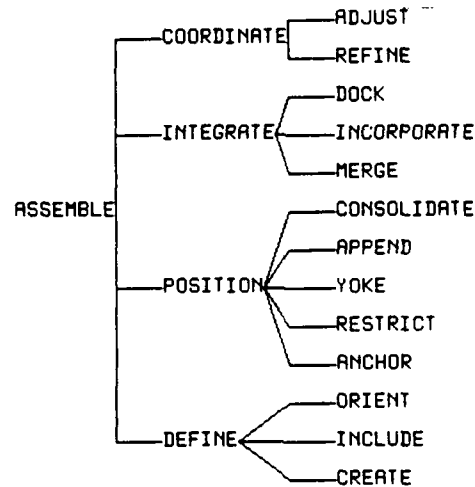 ADJUST
COORDINATE
REFINE
DOCK
INTEGRATE INCORPORATE
MERGE
ASSEMBLE CONSOLIDATE
APPEND
POSITION YOKE
RESTRICT
ANCHOR
ORIENT
DEFINE INCLUDE
CREATE